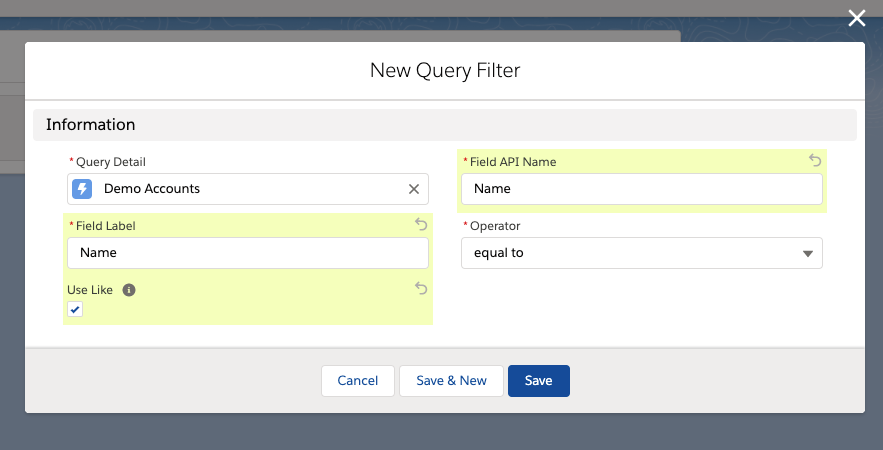 New Query Filter
Information
* Query Detail
Demo Accounts
* Field API Name
Name
* Field Label
Name
* Operator
equal to
Use Like
Cancel
Save & New
Save